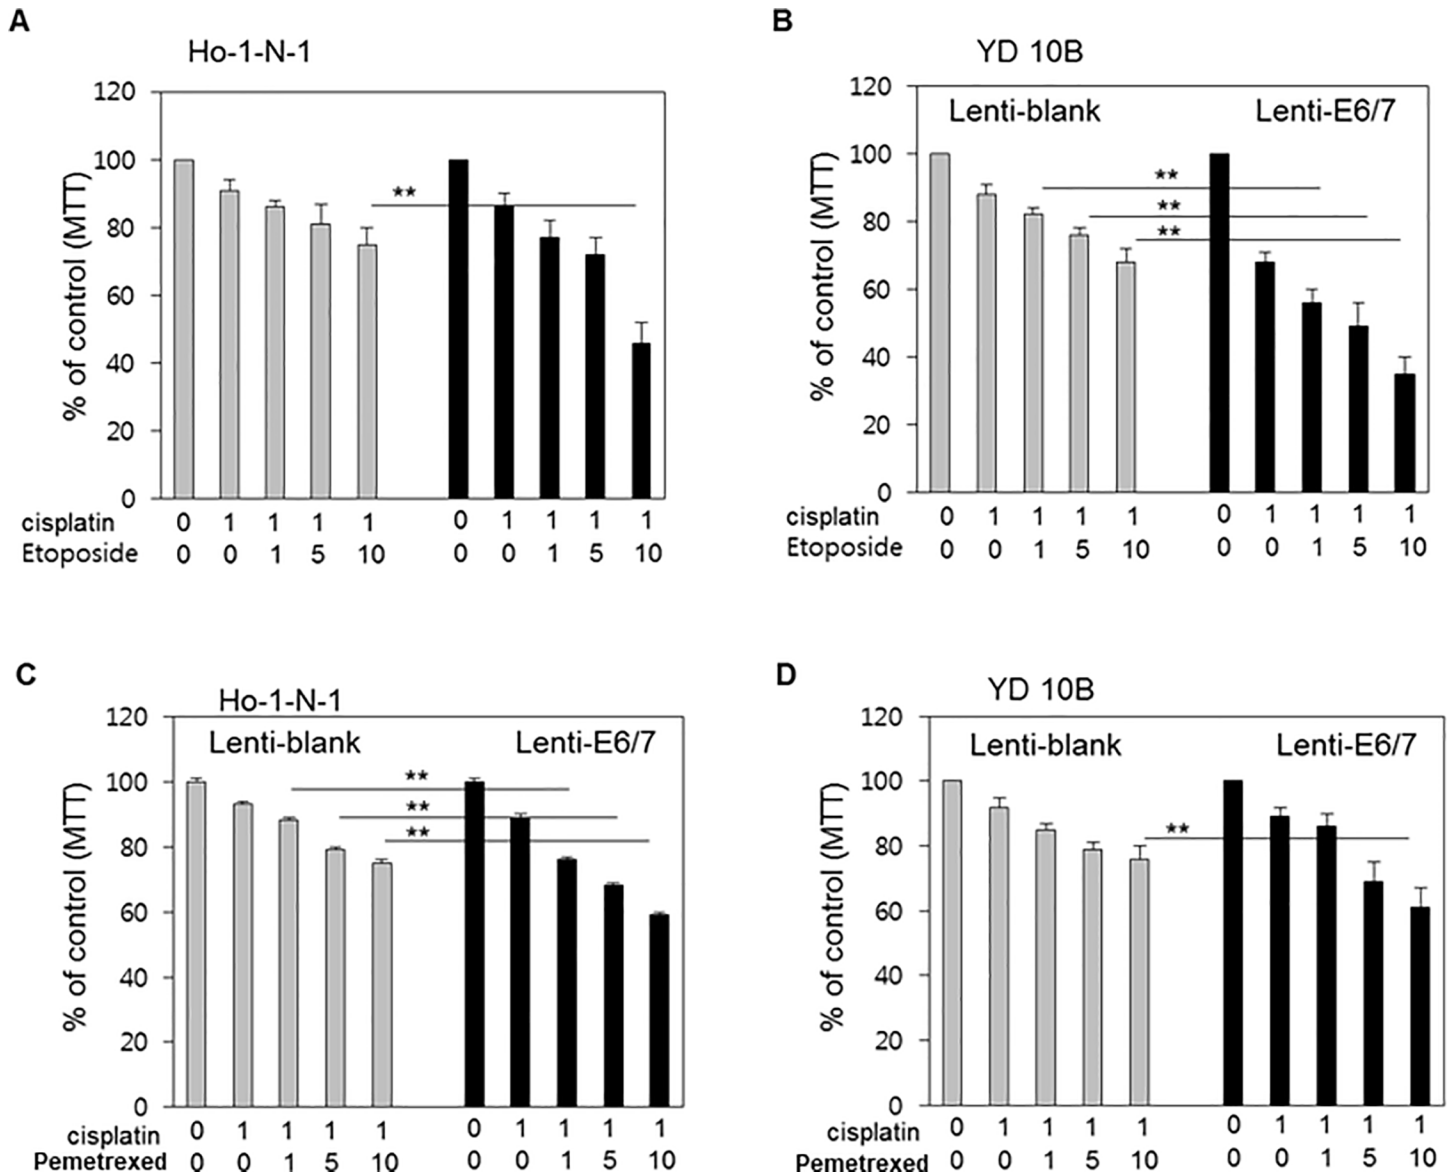 A
Ho-1-N-1
120
100
80
60
40
20
0
% of control (MTT)
**
cisplatin 0 1 1 1 1 0 1 1 1 1
Etoposide 0 0 1 5 10 0 0 1 5 10
B
YD 10B
Lenti-blank Lenti-E6/7
120
100
80
60
40
20
0
% of control (MTT)
**
**
**
cisplatin 0 1 1 1 1 0 1 1 1 1
Etoposide 0 0 1 5 10 0 0 1 5 10
C
Ho-1-N-1
Lenti-blank Lenti-E6/7
120
100
80
60
40
20
0
% of control (MTT)
**
**
**
cisplatin 0 1 1 1 1 0 1 1 1 1
Pemetrexed 0 0 1 5 10 0 0 1 5 10
D
YD 10B
Lenti-blank Lenti-E6/7
120
100
80
60
40
20
0
% of control (MTT)
**
cisplatin 0 1 1 1 1 0 1 1 1 1
Pemetrexed 0 0 1 5 10 0 0 1 5 10